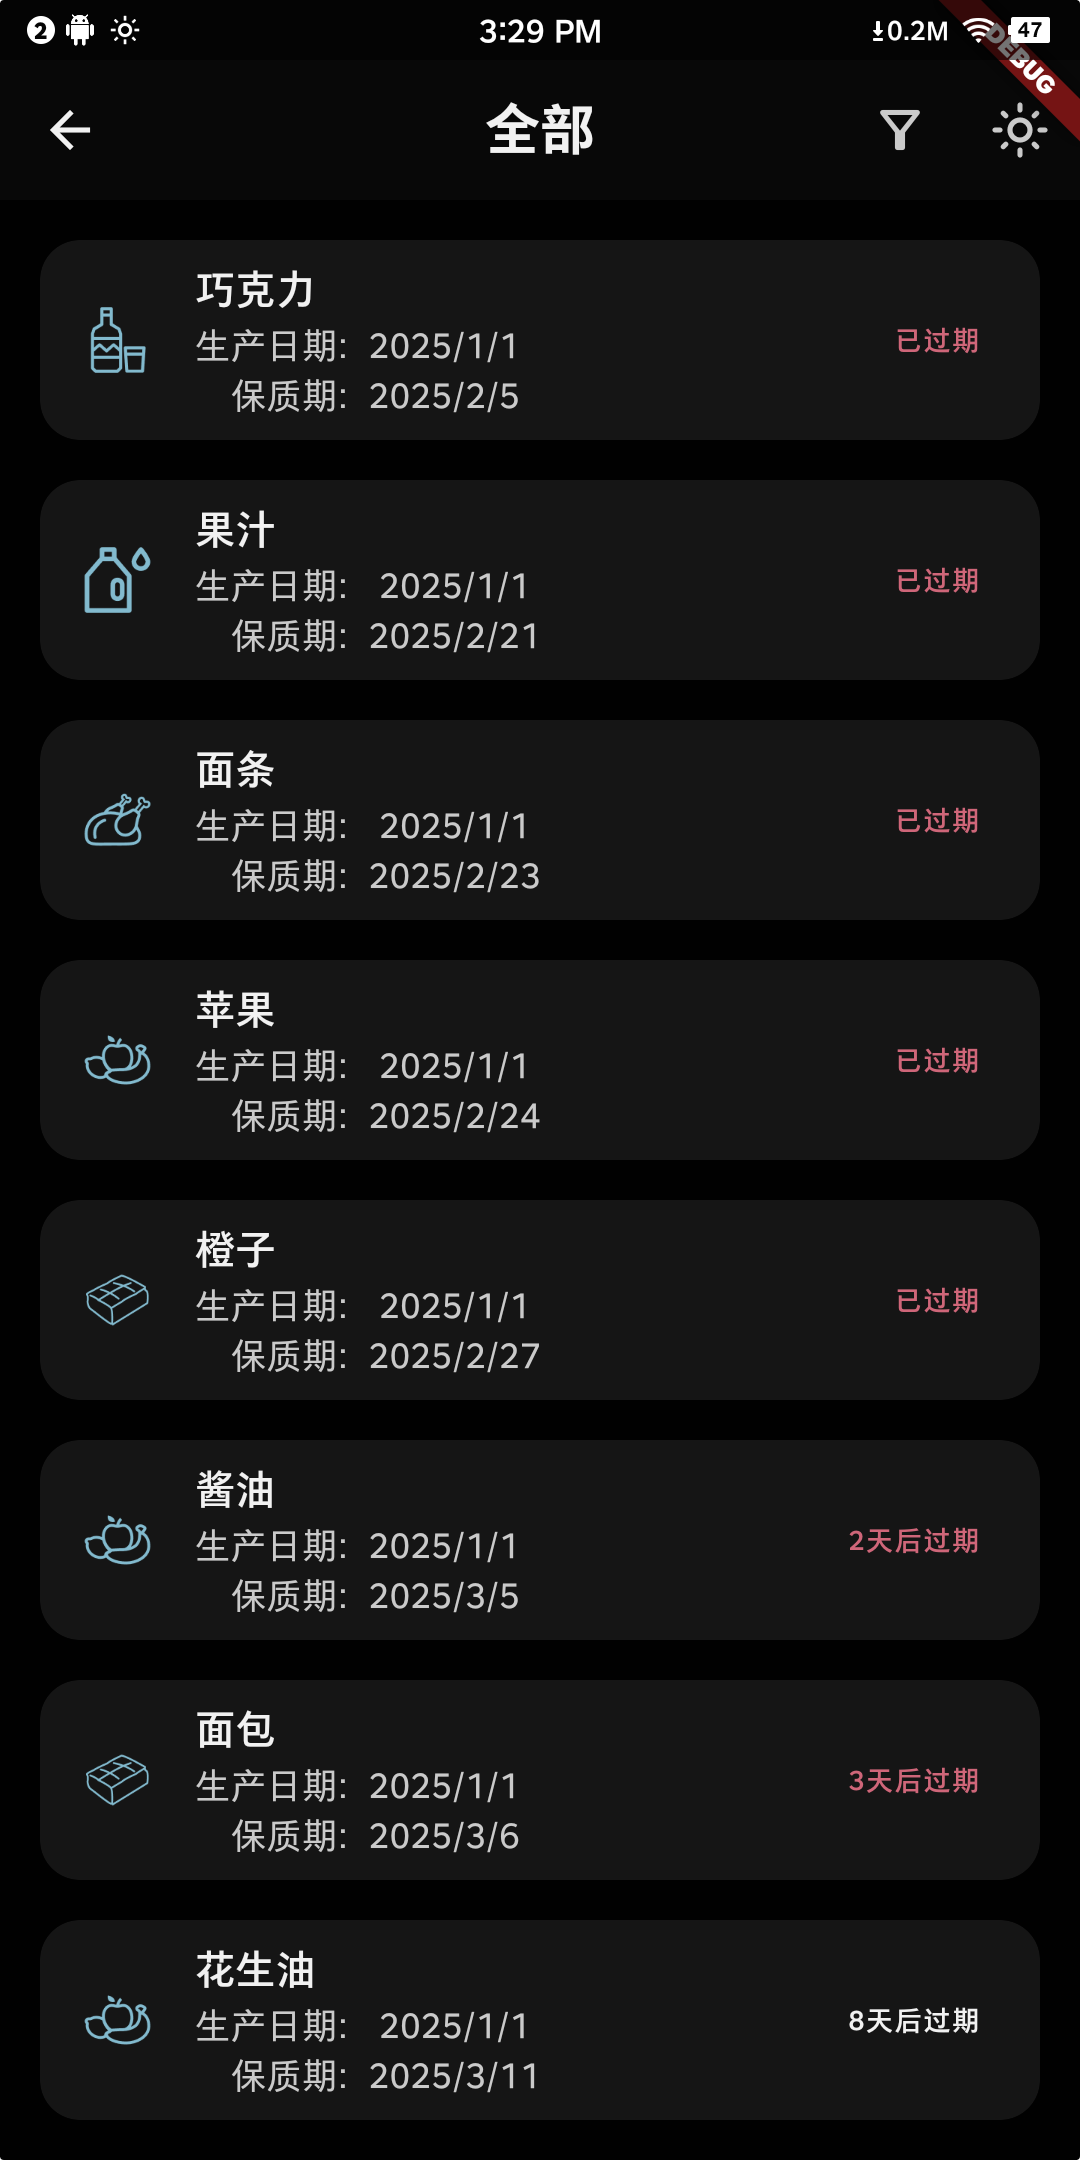 2
3:29 PM
0.2M
47
DEBUG
全部
巧克力
生产日期: 2025/1/1
已过期
保质期: 2025/2/5
果汁
生产日期: 2025/1/1
已过期
保质期: 2025/2/21
面条
生产日期: 2025/1/1
已过期
保质期: 2025/2/23
苹果
生产日期: 2025/1/1
已过期
保质期: 2025/2/24
橙子
生产日期: 2025/1/1
已过期
保质期: 2025/2/27
酱油
生产日期: 2025/1/1
2天后过期
保质期: 2025/3/5
面包
生产日期: 2025/1/1
3天后过期
保质期: 2025/3/6
花生油
生产日期: 2025/1/1
8天后过期
保质期: 2025/3/11